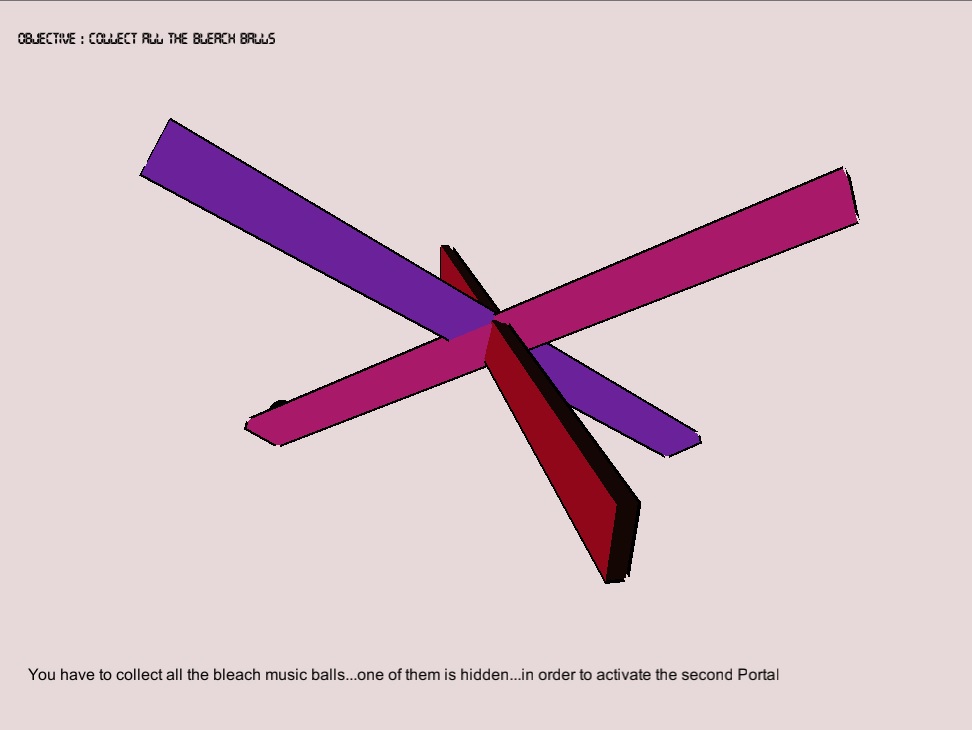 OBJECTIVE : COLLECT ALL THE BLEACH BALLS
You have to collect all the bleach music balls...one of them is hidden...in order to activate the second Portal